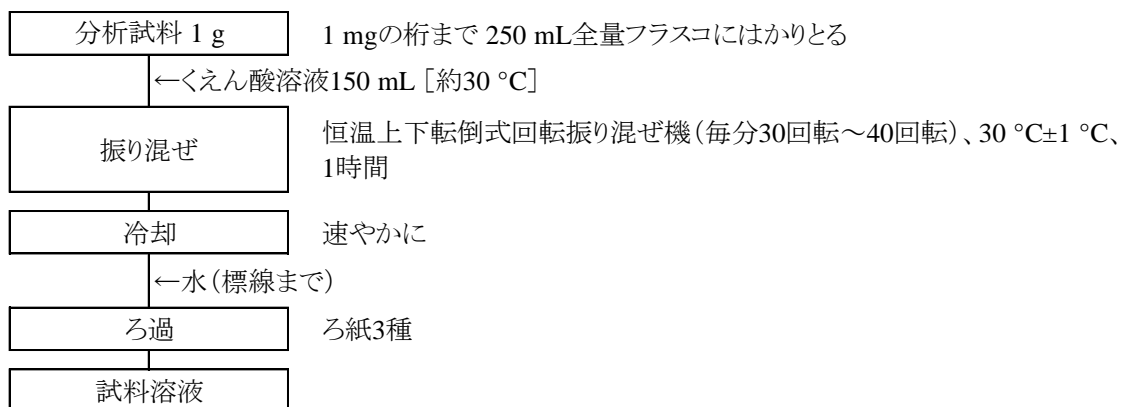 分析試料 1 g
1 mgの桁まで 250 mL全量フラスコにはかりとる
←くえん酸溶液150 mL［約30 °C］
振り混ぜ
恒温上下転倒式回転振り混ぜ機（毎分30回転～40回転）、30 °C±1 °C、
1時間
冷却
速やかに
←水（標線まで）
ろ過
ろ紙3種
試料溶液